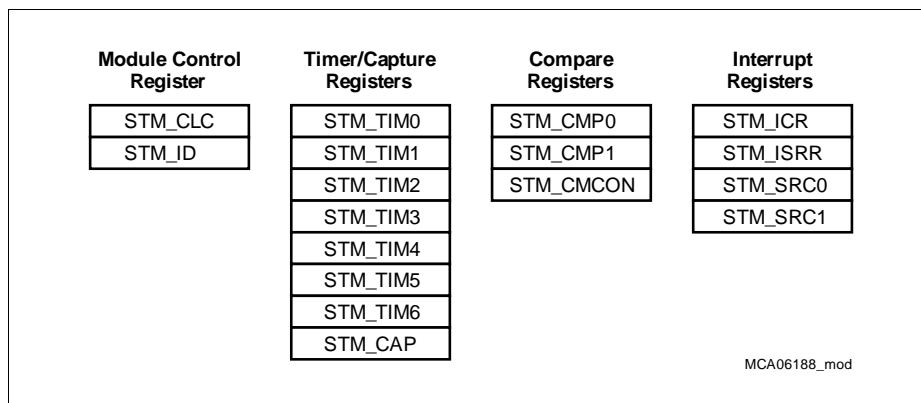 Module Control
Register
STM_CLC
STM_ID
Timer/Capture
Registers
STM_TIM0
STM_TIM1
STM_TIM2
STM_TIM3
STM_TIM4
STM_TIM5
STM_TIM6
STM_CAP
Compare
Registers
STM_CMP0
STM_CMP1
STM_CMCON
Interrupt
Registers
STM_ICR
STM_ISRR
STM_SRC0
STM_SRC1
MCA06188_mod